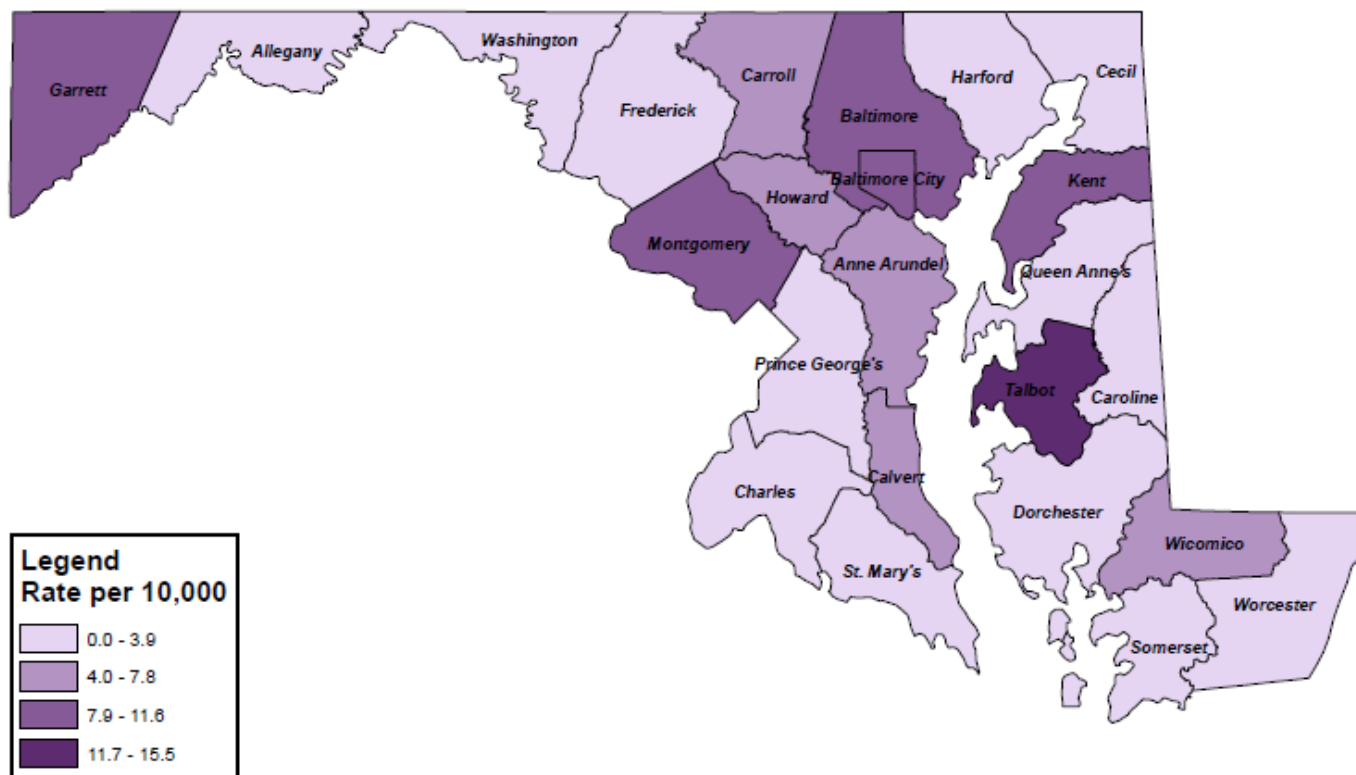 Allegany
Washington
Garrett
Frederick
Carroll
Baltimore
Harford
Cecil
Howard
Baltimore City
Kent
Montgomery
Anne Arundel
Queen Anne's
Prince George's
Talbot
Caroline
Charles
Calvert
Dorchester
St. Mary's
Wicomico
Worcester
Somerset
Legend
Rate per 10,000
0.0 - 3.9
4.0 - 7.8
7.9 - 11.6
11.7 - 15.5